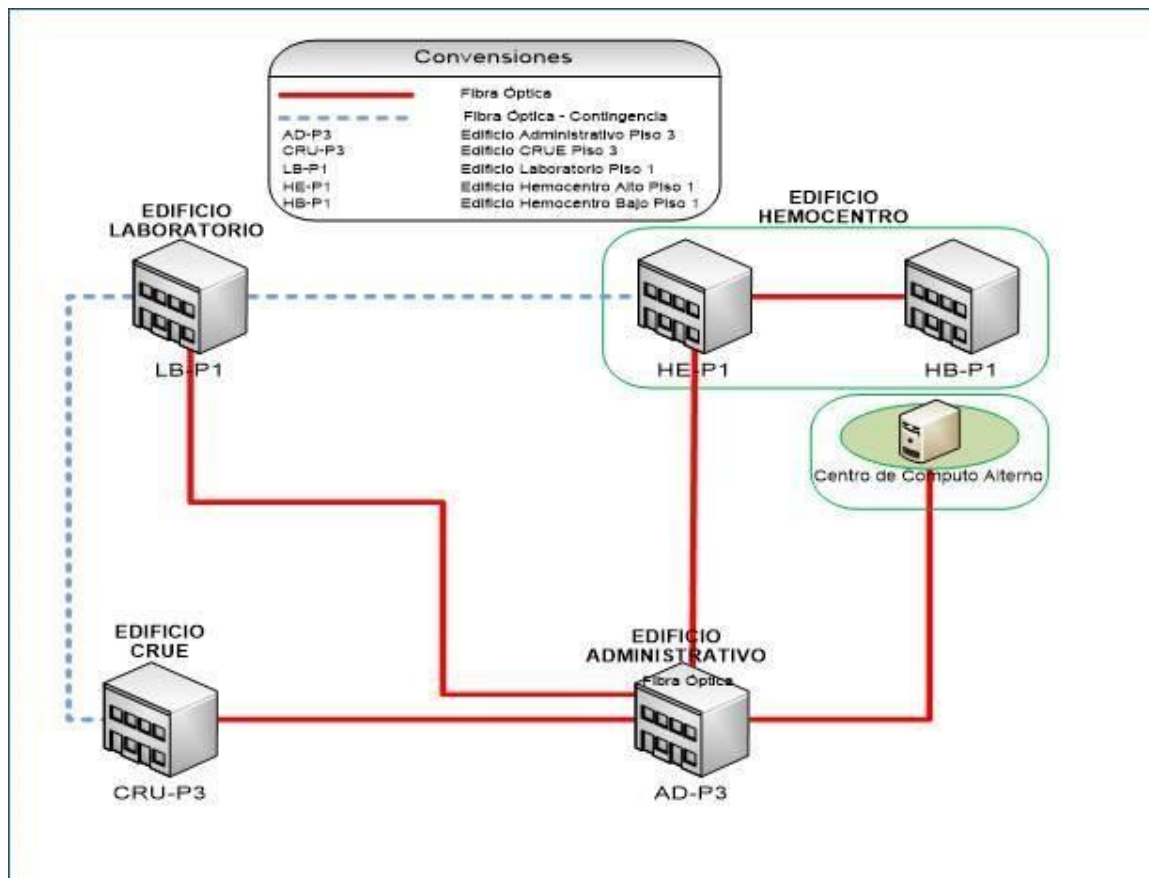 Convensiones
Fibra Óptica
Fibra Óptica - Contingencia
AD-P3 Edificio Administrativo Piso 3
CRU-P3 Edificio CRUE Piso 3
LB-P1 Edificio Laboratorio Piso 1
HE-P1 Edificio Hemocentro Alto Piso 1
HB-P1 Edificio Hemocentro Bajo Piso 1
EDIFICIO
LABORATORIO
EDIFICIO
HEMOCENTRO
LB-P1
HE-P1
HB-P1
Centro de Computo Alterno
EDIFICIO
CRUE
EDIFICIO
ADMINISTRATIVO
Fibra Óptica
CRU-P3
AD-P3